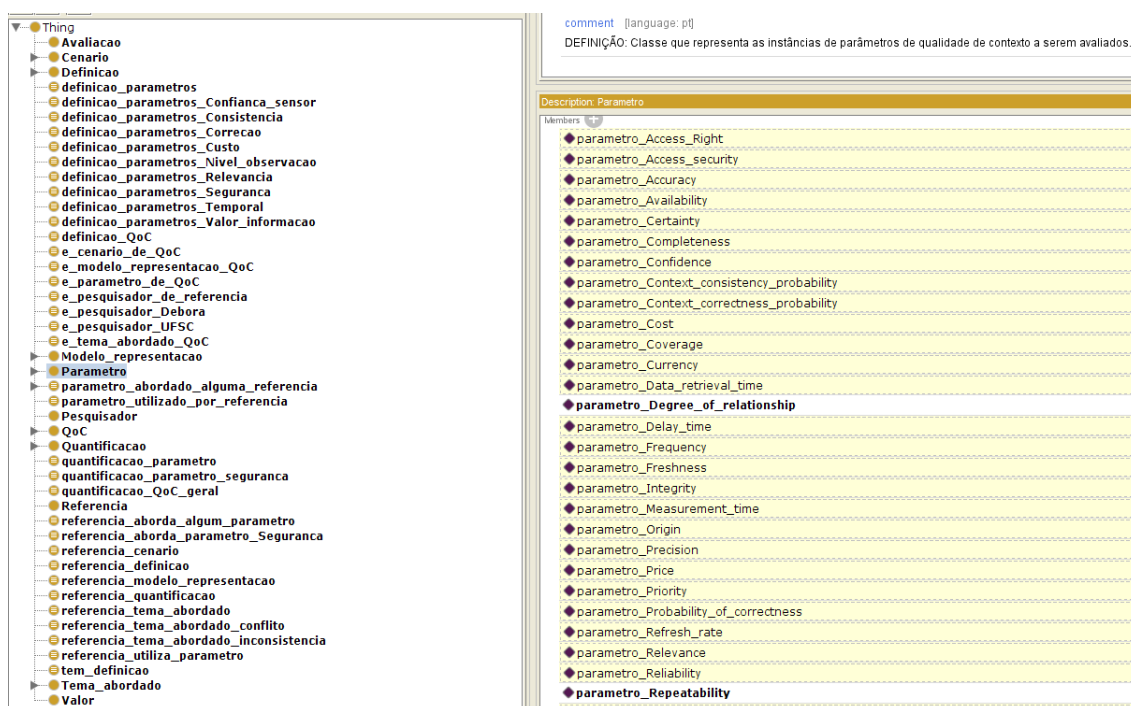 Thing
Avaliacao
Cenario
Definicao
definicao_parametros
definicao_parametros_Confianca_sensor
definicao_parametros_Consistencia
definicao_parametros_Correcao
definicao_parametros_Custo
definicao_parametros_Nivel_observacao
definicao_parametros_Relevancia
definicao_parametros_Seguranca
definicao_parametros_Temporal
definicao_parametros_Valor_informacao
definicao_QoC
e_cenario_de_QoC
e_modelo_representacao_QoC
e_parametro_de_QoC
e_pesquisador_de_referencia
e_pesquisador_Debora
e_pesquisador_UFSC
e_tema_abordado_QoC
Modelo_representacao
Parametro
parametro_abordado_alguma_referencia
parametro_utilizado_por_referencia
Pesquisador
QoC
Quantificacao
quantificacao_parametro
quantificacao_parametro_seguranca
quantificacao_QoC_geral
Referencia
referencia_aborda_algum_parametro
referencia_aborda_parametro_Seguranca
referencia_cenario
referencia_definicao
referencia_modelo_representacao
referencia_quantificacao
referencia_tema_abordado
referencia_tema_abordado_conflito
referencia_tema_abordado_inconsistencia
referencia_utiliza_parametro
tem_definicao
Tema_abordado
Valor
comment [language: pt]
DEFINIÇÃO: Classe que representa as instâncias de parâmetros de qualidade de contexto a serem avaliados.
Description: Parametro
Members
parametro_Access_Right
parametro_Access_security
parametro_Accuracy
parametro_Availability
parametro_Certainty
parametro_Completeness
parametro_Confidence
parametro_Context_consistency_probability
parametro_Context_correctness_probability
parametro_Cost
parametro_Coverage
parametro_Currency
parametro_Data_retrieval_time
parametro_Degree_of_relationship
parametro_Delay_time
parametro_Frequency
parametro_Freshness
parametro_Integrity
parametro_Measurement_time
parametro_Origin
parametro_Precision
parametro_Price
parametro_Priority
parametro_Probability_of_correctness
parametro_Refresh_rate
parametro_Relevance
parametro_Reliability
parametro_Repeatability